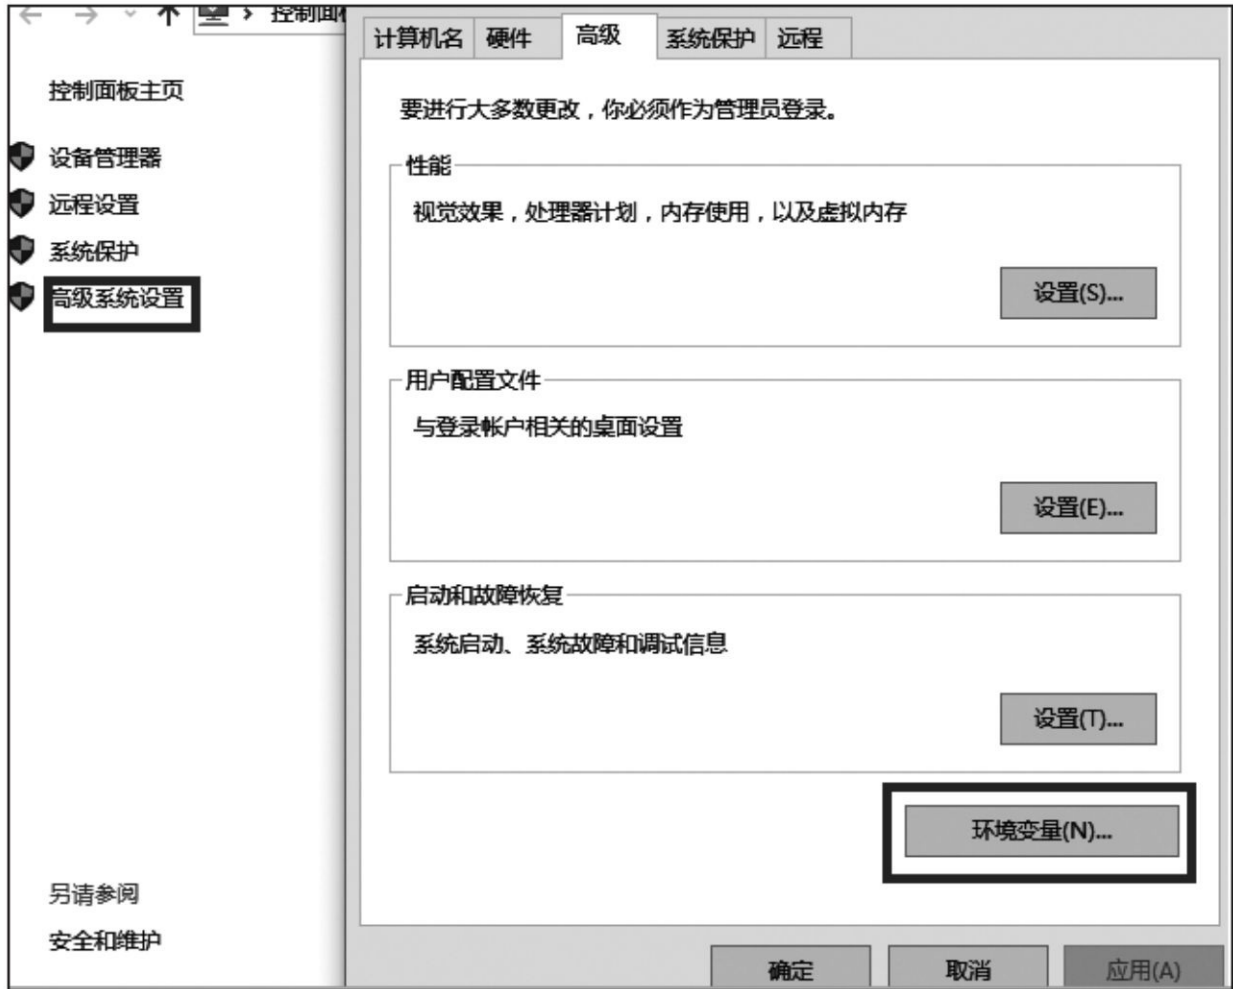 控制面板
控制面板主页
设备管理器
远程设置
系统保护
高级系统设置
另请参阅
安全和维护
计算机名 硬件 高级 系统保护 远程
要进行大多数更改，你必须作为管理员登录。
性能
视觉效果，处理器计划，内存使用，以及虚拟内存
设置(S)...
用户配置文件
与登录帐户相关的桌面设置
设置(E)...
启动和故障恢复
系统启动、系统故障和调试信息
设置(T)...
环境变量(N)...
确定 取消 应用(A)